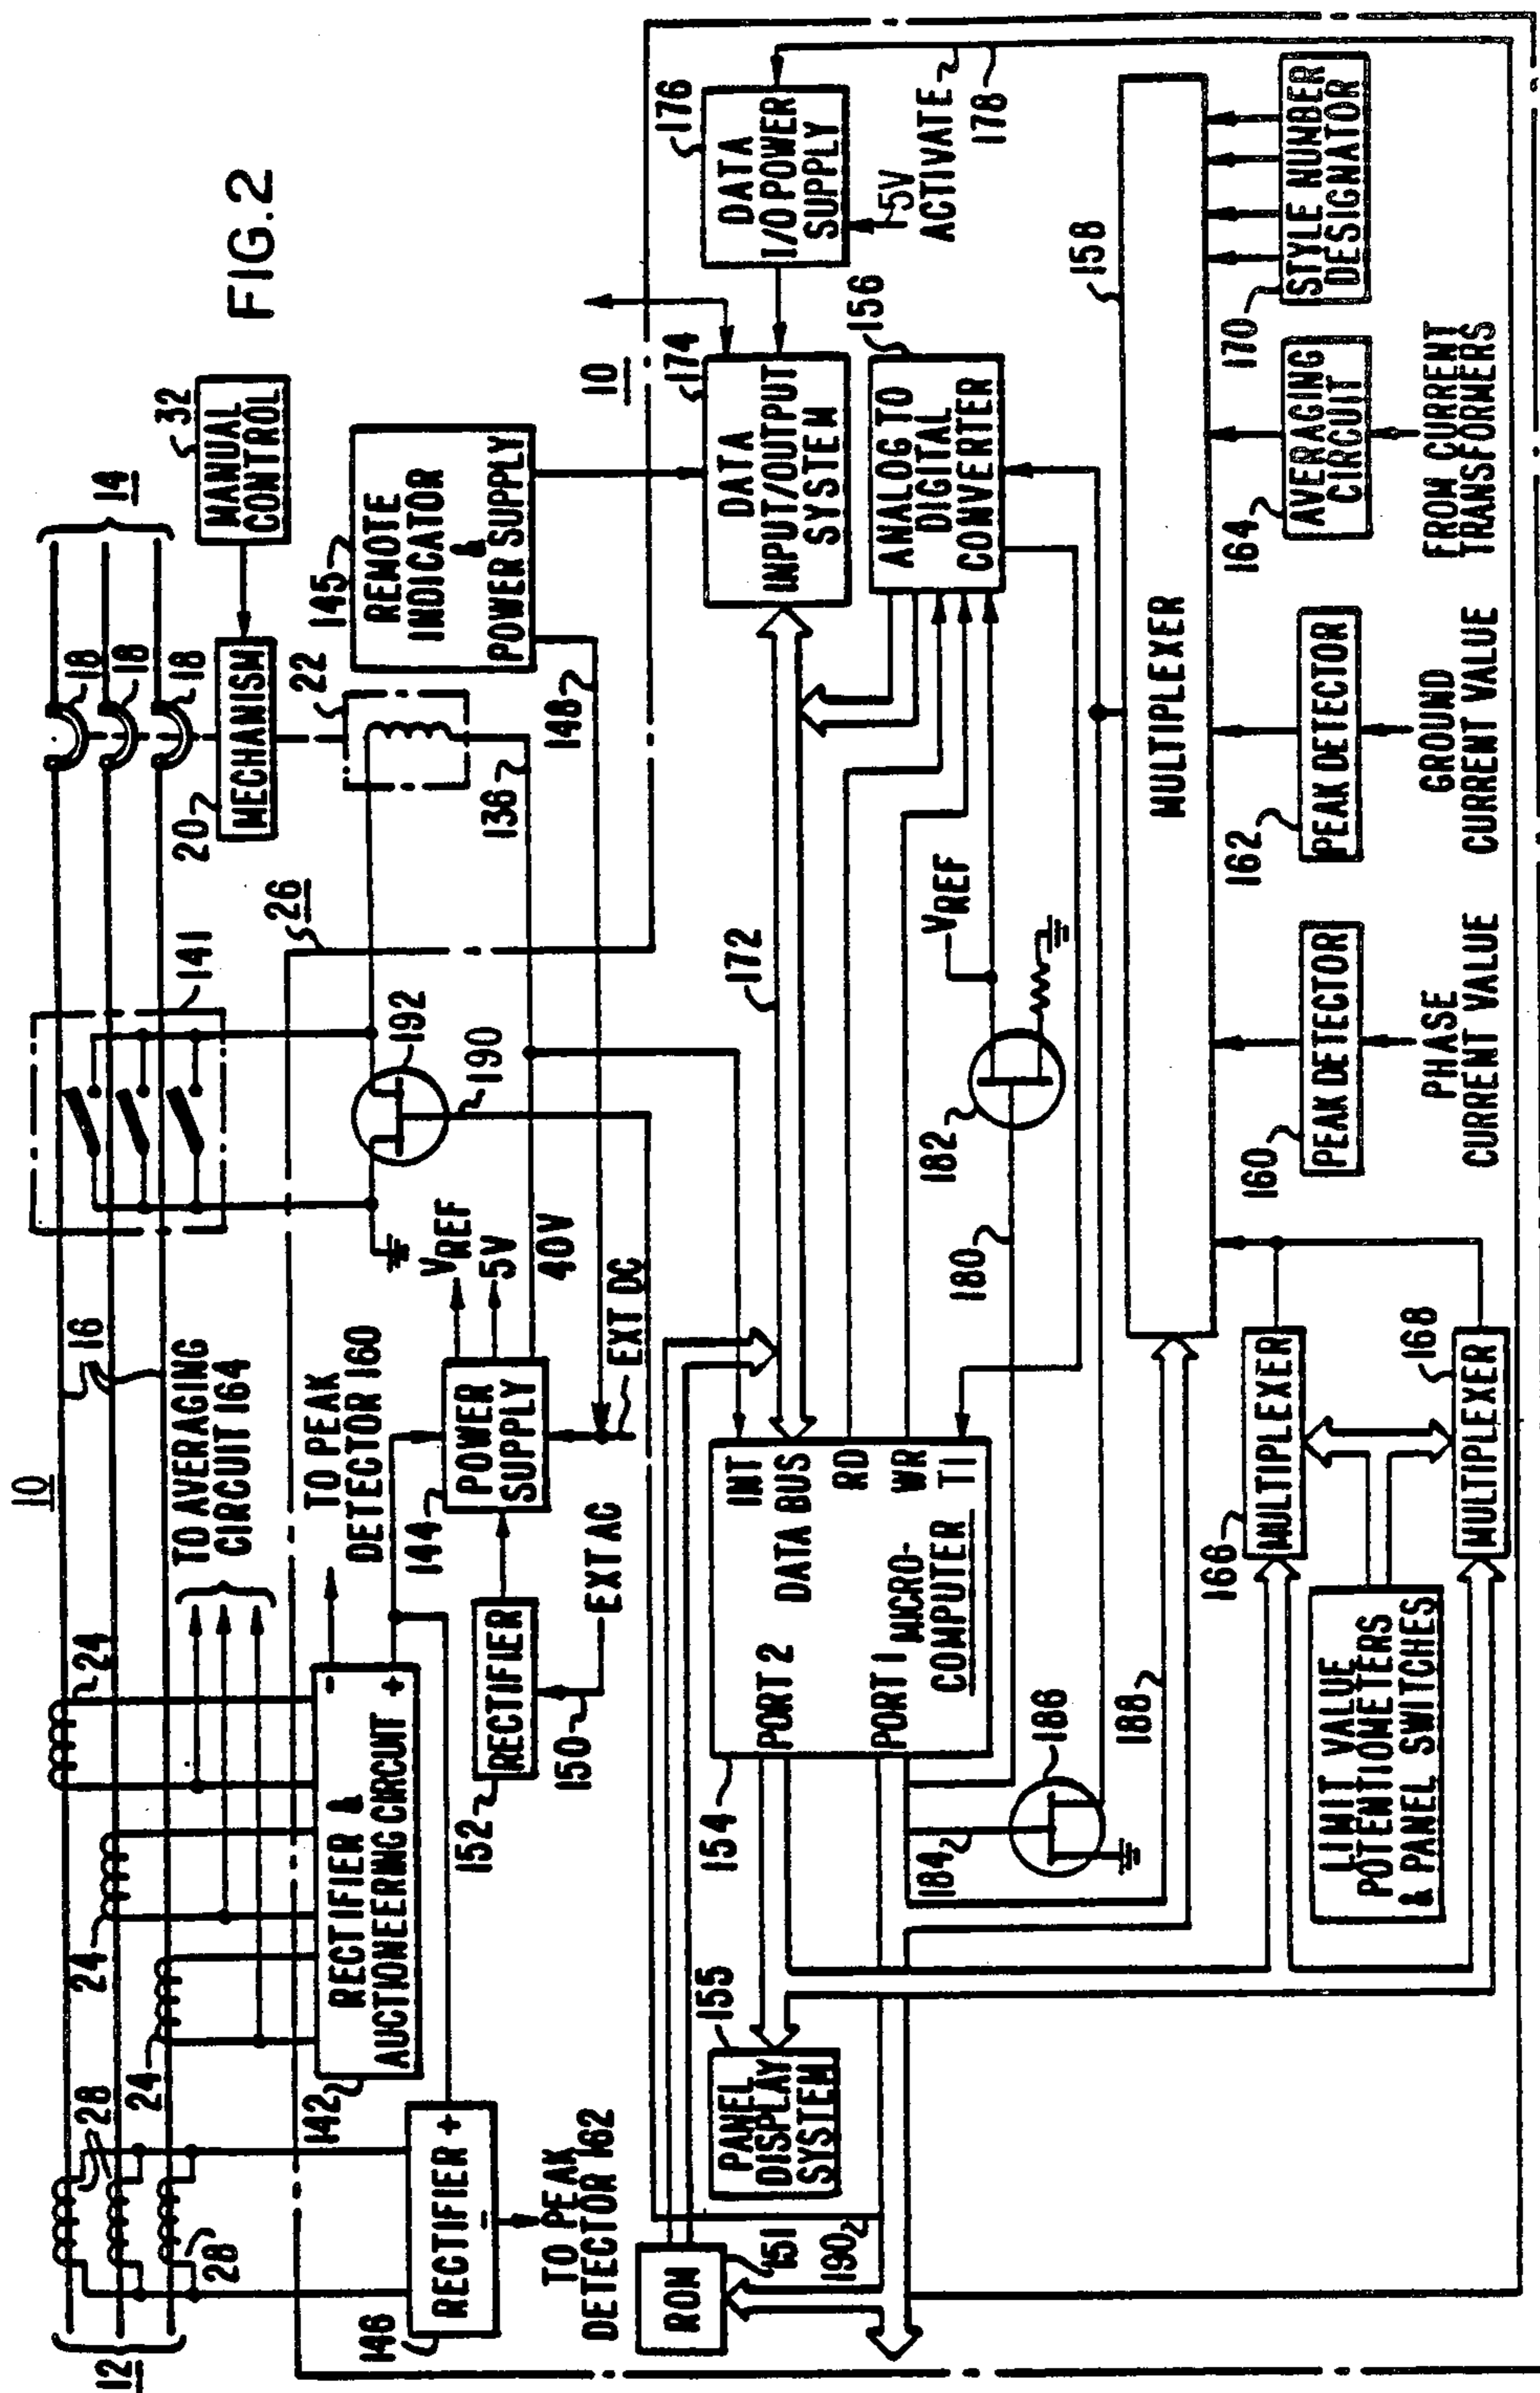 FIG.2
10
12
14
16
18
18
18
28
28
24
24
24
TO AVERAGING
CIRCUIT 164
141
20
MECHANISM
32
MANUAL
CONTROL
22
26
142
RECTIFIER &
AUCTIONEERING CIRCUIT
-
+
TO PEAK
DETECTOR 160
146
RECTIFIER +
-
TO PEAK
DETECTOR 162
152
RECTIFIER
150
EXT AC
144
POWER
SUPPLY
VREF
5V
40V
EXT DC
192
190
136
148
145
REMOTE
INDICATOR
&
POWER SUPPLY
10
ROM
151
190
155
PANEL
DISPLAY
SYSTEM
154
PORT 2
PORT 1
INT
DATA BUS
RD
WR
T1
MICRO-
COMPUTER
172
174
DATA
INPUT/OUTPUT
SYSTEM
176
DATA
I/O POWER
SUPPLY
5V
ACTIVATE
178
156
ANALOG TO
DIGITAL
CONVERTER
VREF
182
180
184
186
188
158
MULTIPLEXER
166
MULTIPLEXER
168
MULTIPLEXER
LIMIT VALUE
POTENTIOMETERS
& PANEL SWITCHES
160
PEAK DETECTOR
PHASE
CURRENT VALUE
162
PEAK DETECTOR
GROUND
CURRENT VALUE
164
AVERAGING
CIRCUIT
FROM CURRENT
TRANSFORMERS
170
STYLE NUMBER
DESIGNATOR